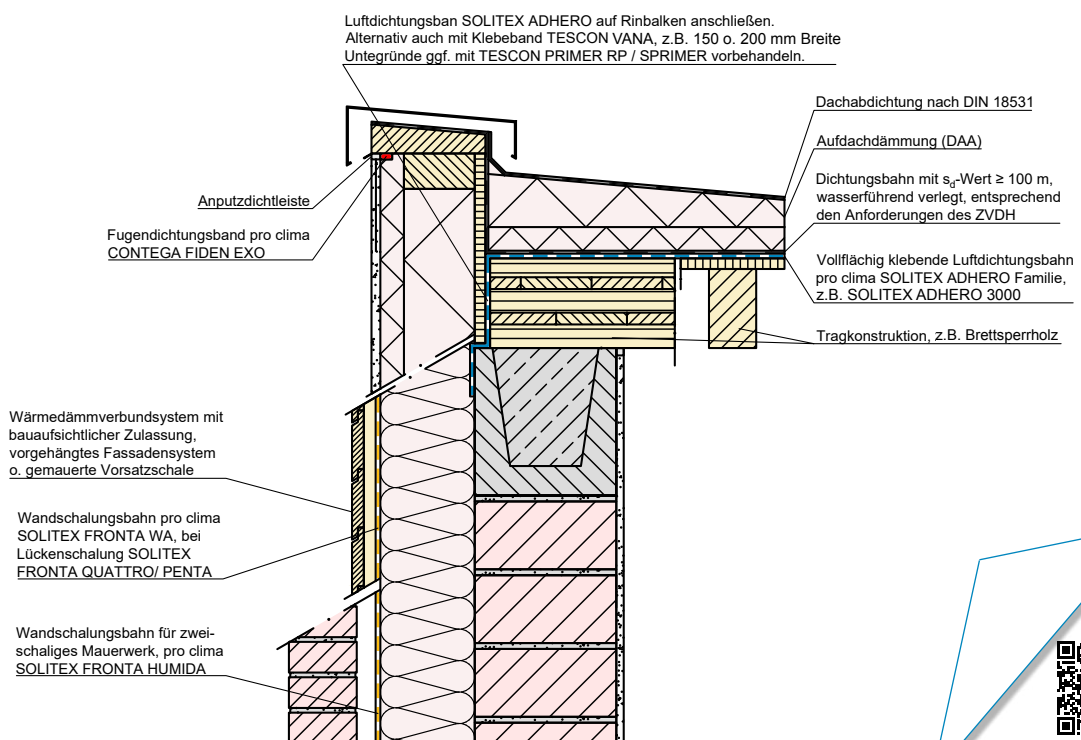 Luftdichtungsban SOLITEX ADHERO auf Rinbalken anschließen.
Alternativ auch mit Klebeband TESCON VANA, z.B. 150 o. 200 mm Breite
Untegründe ggf. mit TESCON PRIMER RP / SPRIMER vorbehandeln.
Dachabdichtung nach DIN 18531
Aufdachdämmung (DAA)
Dichtungsbahn mit sd-Wert ≥ 100 m,
wasserführend verlegt, entsprechend
den Anforderungen des ZVDH
Vollflächig klebende Luftdichtungsbahn
pro clima SOLITEX ADHERO Familie,
z.B. SOLITEX ADHERO 3000
Tragkonstruktion, z.B. Brettsperrholz
Anputzdichtleiste
Fugendichtungsband pro clima
CONTEGA FIDEN EXO
Wärmedämmverbundsystem mit
bauaufsichtlicher Zulassung,
vorgehängtes Fassadensystem
o. gemauerte Vorsatzschale
Wandschalungsbahn pro clima
SOLITEX FRONTA WA, bei
Lückenschalung SOLITEX
FRONTA QUATTRO/ PENTA
Wandschalungsbahn für zwei-
schaliges Mauerwerk, pro clima
SOLITEX FRONTA HUMIDA